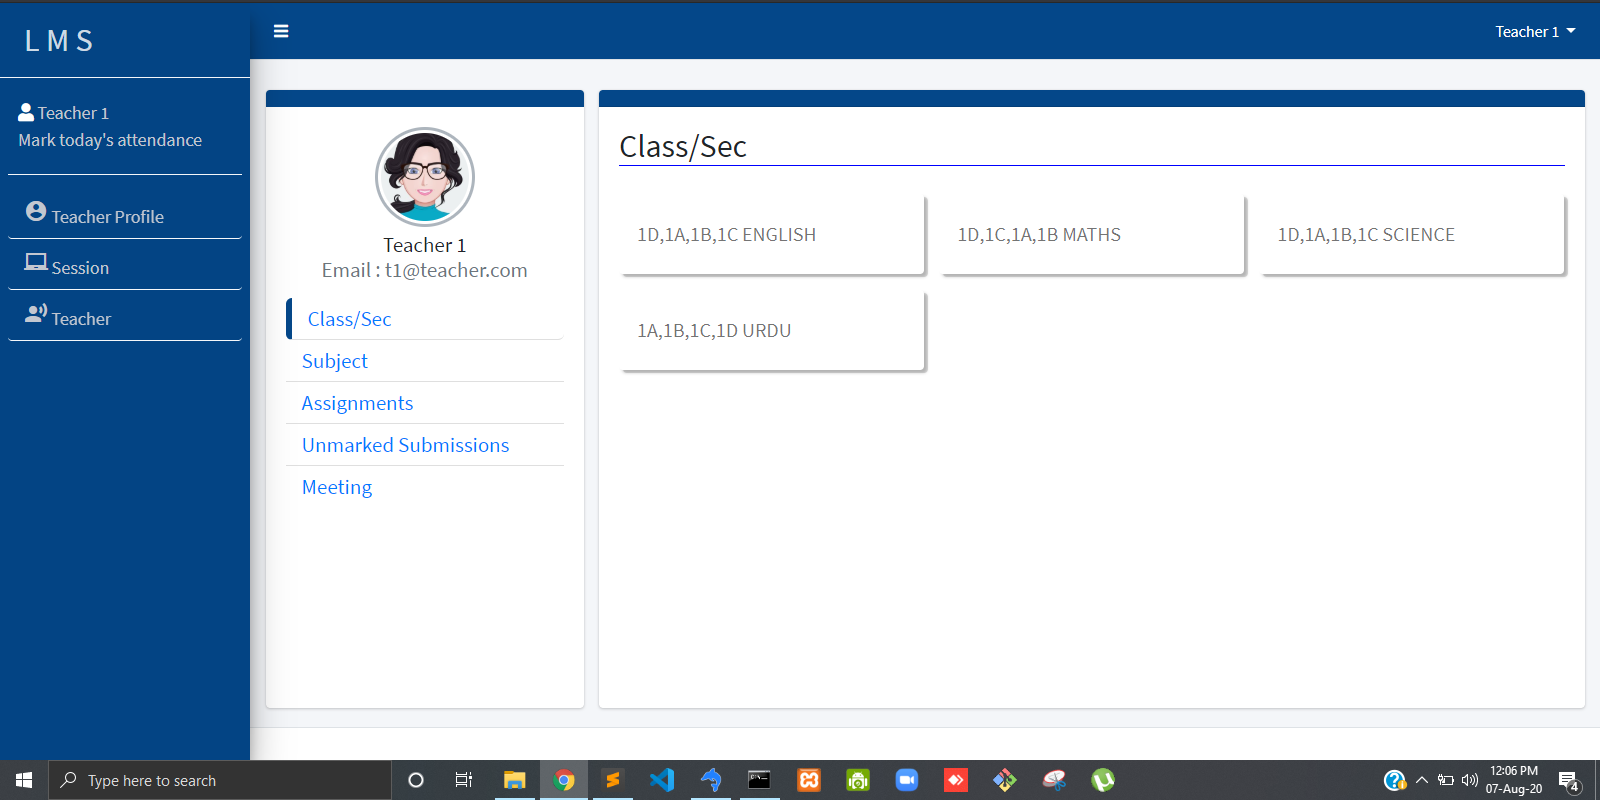 L M S
Teacher 1
Teacher 1
Mark today's attendance
Teacher Profile
Session
Teacher
Teacher 1
Email : t1@teacher.com
Class/Sec
Subject
Assignments
Unmarked Submissions
Meeting
Class/Sec
1D,1A,1B,1C ENGLISH
1D,1C,1A,1B MATHS
1D,1A,1B,1C SCIENCE
1A,1B,1C,1D URDU
Type here to search
12:06 PM
07-Aug-20
4